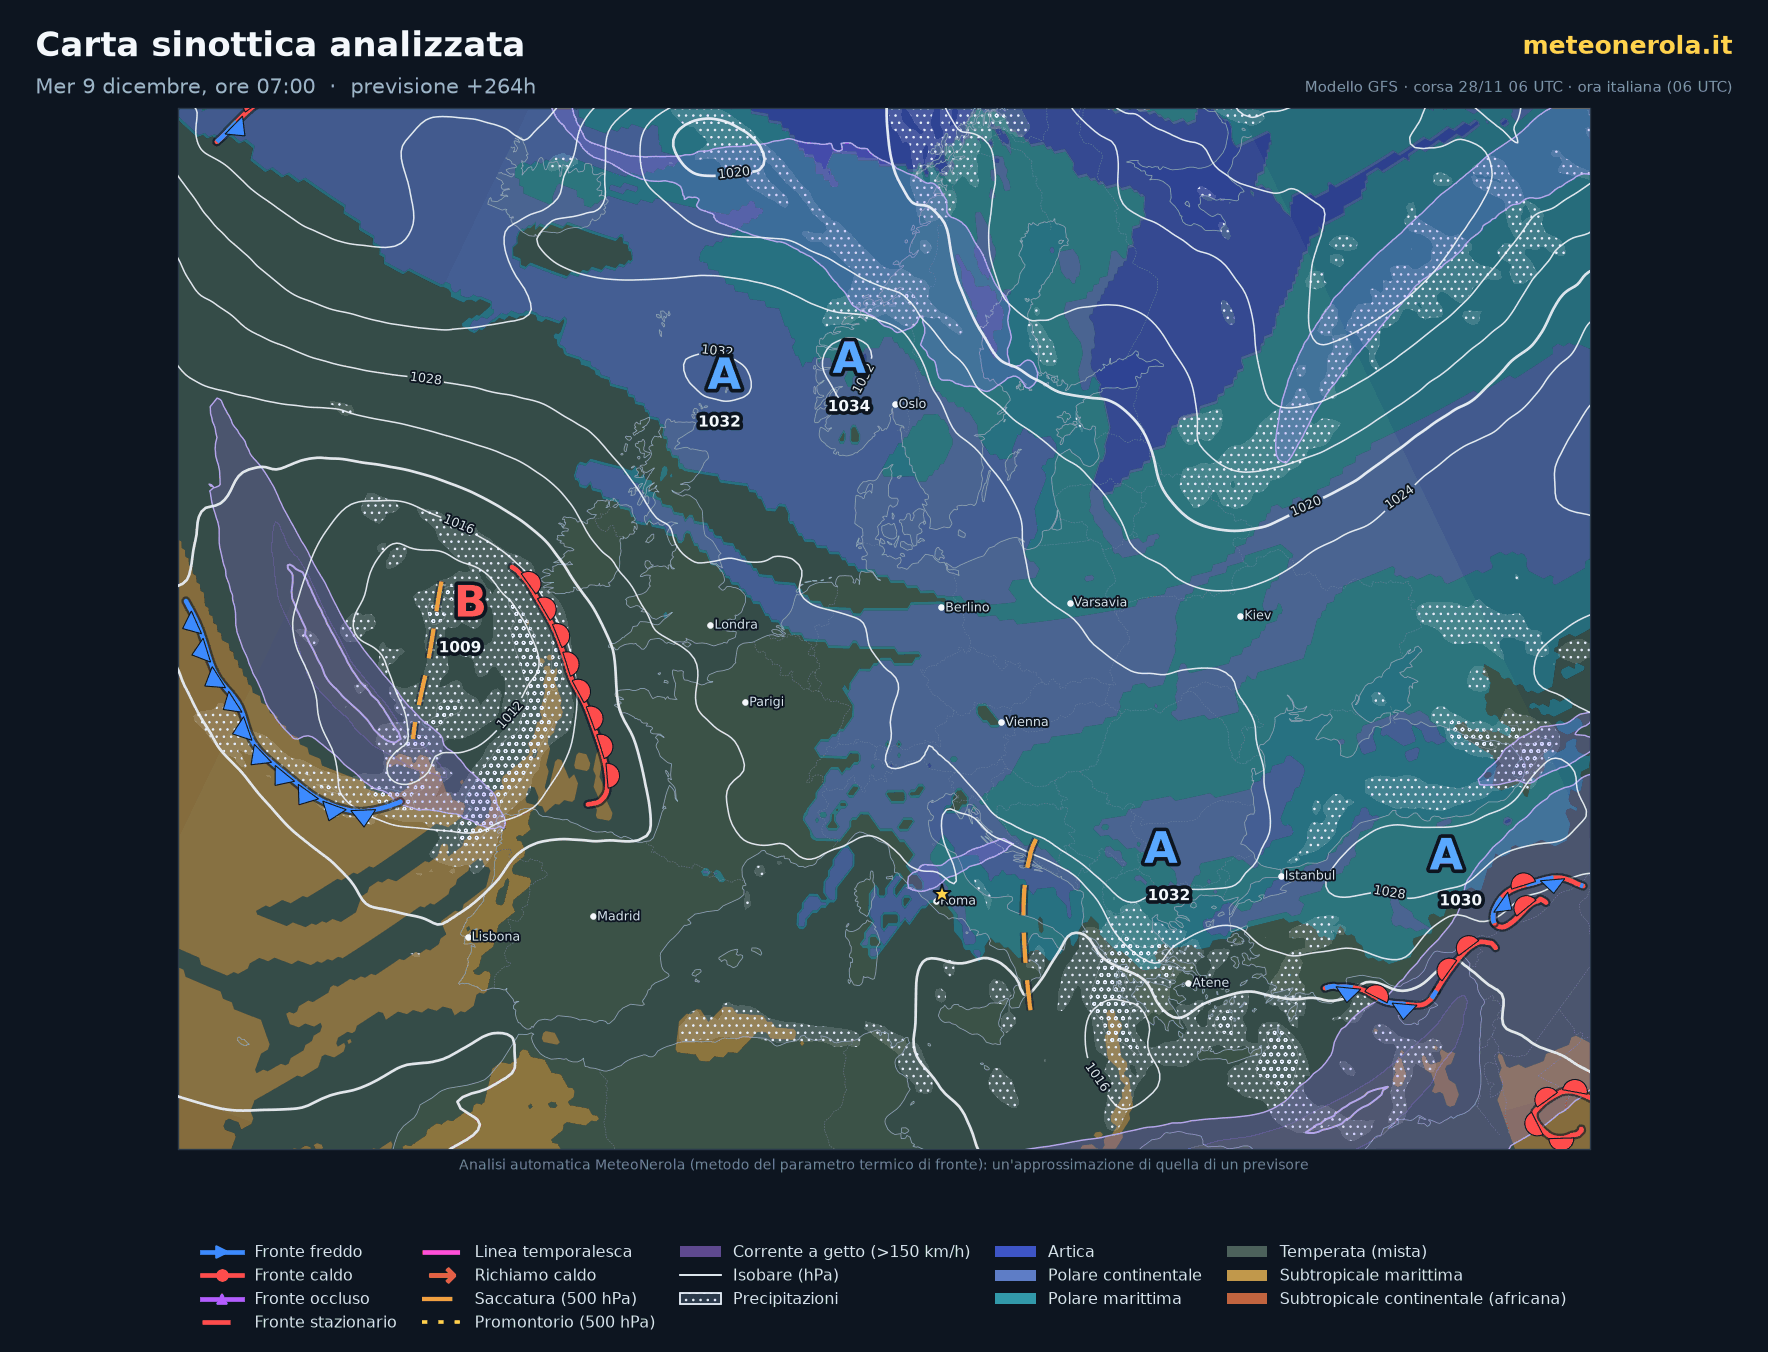 Carta sinottica analizzata
meteonerola.it
Mer 9 dicembre, ore 07:00 · previsione +264h
Modello GFS · corsa 28/11 06 UTC · ora italiana (06 UTC)
1020
1032
A
1032
A
1032
1034
Oslo
1028
1016
1020
1024
B
1009
1012
Londra
Berlino
Varsavia
Kiev
Parigi
Vienna
A
1032
A
1030
Istanbul
1028
Roma
Madrid
Lisbona
Atene
1016
Analisi automatica MeteoNerola (metodo del parametro termico di fronte): un'approssimazione di quella di un previsore
Fronte freddo
Fronte caldo
Fronte occluso
Fronte stazionario
Linea temporalesca
Richiamo caldo
Saccatura (500 hPa)
Promontorio (500 hPa)
Corrente a getto (>150 km/h)
Isobare (hPa)
Precipitazioni
Artica
Polare continentale
Polare marittima
Temperata (mista)
Subtropicale marittima
Subtropicale continentale (africana)